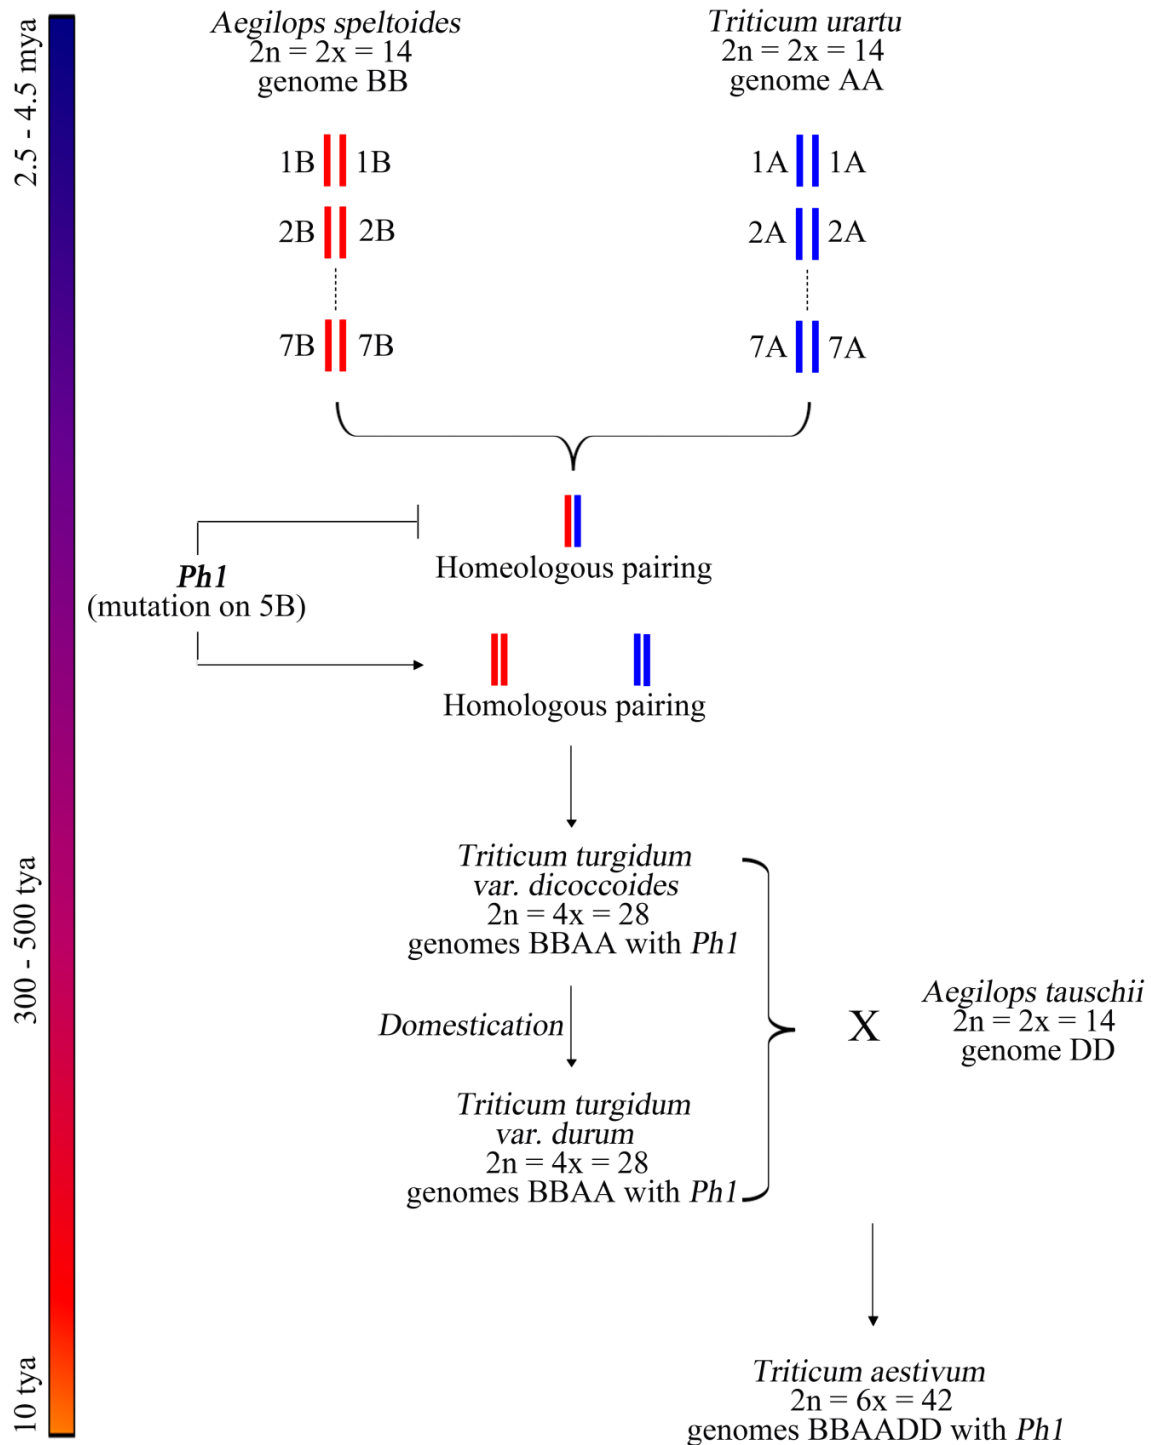 2.5 - 4.5 mya
300 - 500 tya
10 tya
Aegilops speltoides
2n = 2x = 14
genome BB
Triticum urartu
2n = 2x = 14
genome AA
1B 1B
2B 2B
7B 7B
1A 1A
2A 2A
7A 7A
Homeologous pairing
Ph1
(mutation on 5B)
Homologous pairing
Triticum turgidum
var. dicoccoides
2n = 4x = 28
genomes BBAA with Ph1
Domestication
Triticum turgidum
var. durum
2n = 4x = 28
genomes BBAA with Ph1
X
Aegilops tauschii
2n = 2x = 14
genome DD
Triticum aestivum
2n = 6x = 42
genomes BBAADD with Ph1